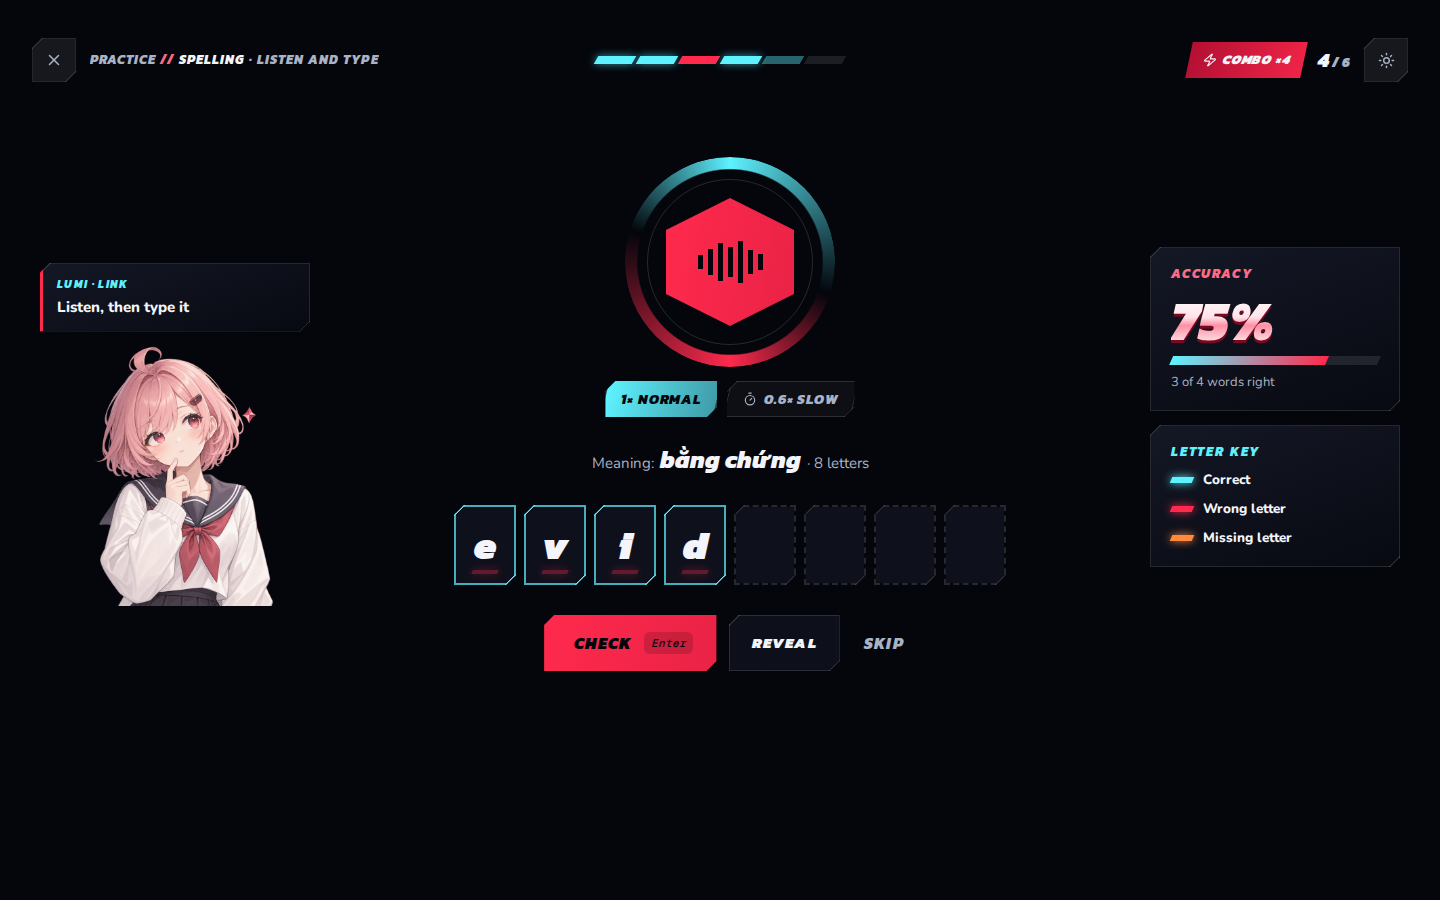 PRACTICE // SPELLING · LISTEN AND TYPE
COMBO ×4
4 / 6
LUMI · LINK
Listen, then type it
1× NORMAL
0.6× SLOW
Meaning: bằng chứng · 8 letters
e v i d
CHECK Enter
REVEAL
SKIP
ACCURACY
75%
3 of 4 words right
LETTER KEY
Correct
Wrong letter
Missing letter